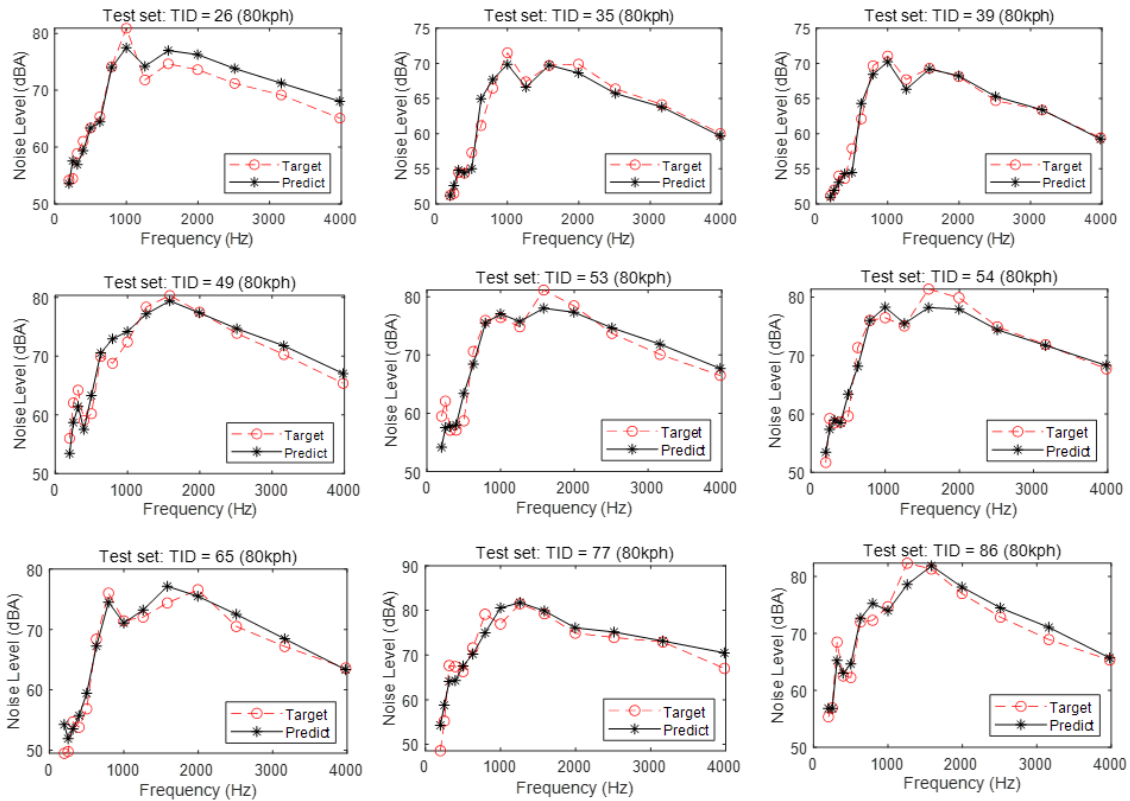 Test set: TID = 26 (80kph)
Noise Level (dBA)
80
70
60
50
0 1000 2000 3000 4000
Frequency (Hz)
Target
Predict
Test set: TID = 35 (80kph)
Noise Level (dBA)
75
70
65
60
55
50
0 1000 2000 3000 4000
Frequency (Hz)
Target
Predict
Test set: TID = 39 (80kph)
Noise Level (dBA)
75
70
65
60
55
50
0 1000 2000 3000 4000
Frequency (Hz)
Target
Predict
Test set: TID = 49 (80kph)
Noise Level (dBA)
80
70
60
50
0 1000 2000 3000 4000
Frequency (Hz)
Target
Predict
Test set: TID = 53 (80kph)
Noise Level (dBA)
80
70
60
50
0 1000 2000 3000 4000
Frequency (Hz)
Target
Predict
Test set: TID = 54 (80kph)
Noise Level (dBA)
80
70
60
50
0 1000 2000 3000 4000
Frequency (Hz)
Target
Predict
Test set: TID = 65 (80kph)
Noise Level (dBA)
80
70
60
50
0 1000 2000 3000 4000
Frequency (Hz)
Target
Predict
Test set: TID = 77 (80kph)
Noise Level (dBA)
90
80
70
60
50
0 1000 2000 3000 4000
Frequency (Hz)
Target
Predict
Test set: TID = 86 (80kph)
Noise Level (dBA)
80
70
60
50
0 1000 2000 3000 4000
Frequency (Hz)
Target
Predict